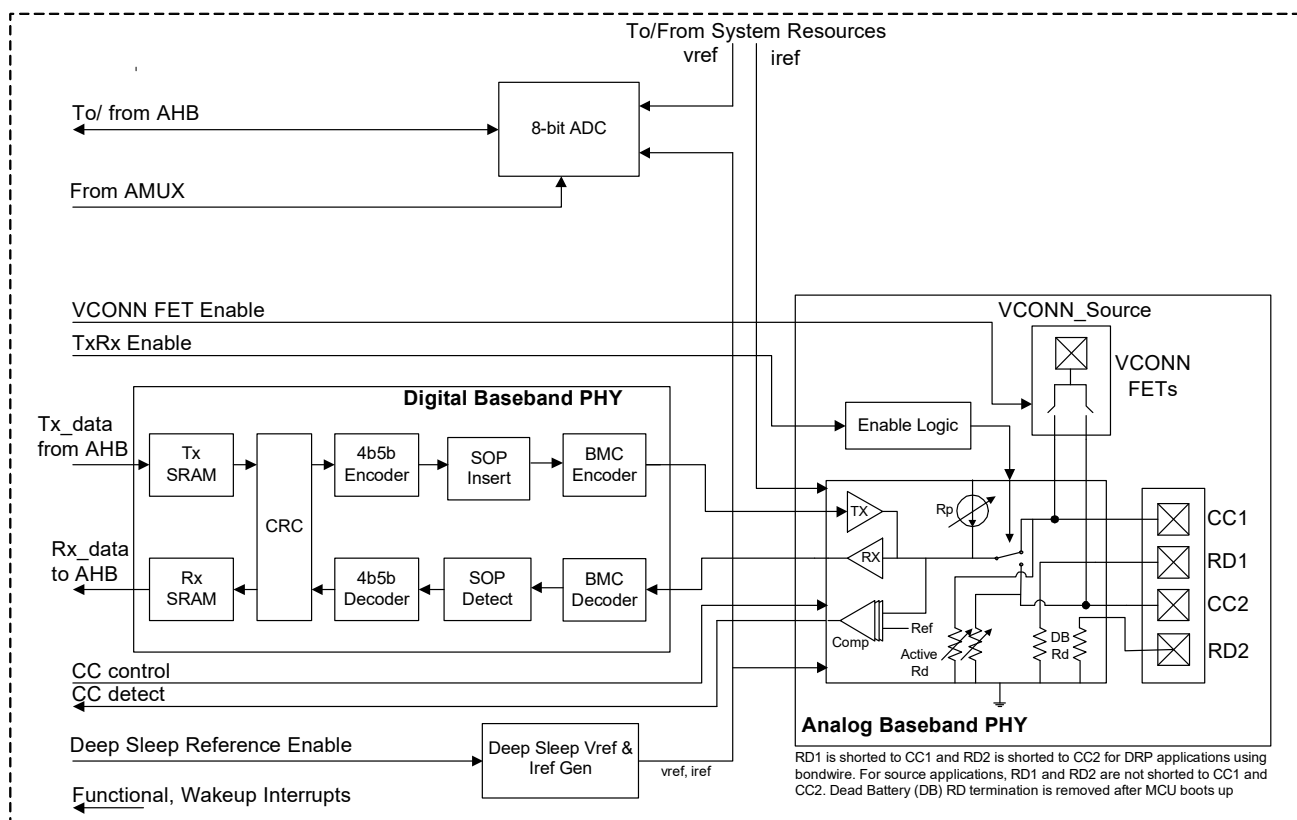 To/From System Resources
vref
iref
To/ from AHB
8-bit ADC
From AMUX
VCONN FET Enable
TxRx Enable
VCONN_Source
VCONN
FETs
Digital Baseband PHY
Enable Logic
Tx_data
from AHB
Tx
SRAM
CRC
4b5b
Encoder
SOP
Insert
BMC
Encoder
TX
Rp
CC1
Rx_data
to AHB
Rx
SRAM
4b5b
Decoder
SOP
Detect
BMC
Decoder
RX
RD1
CC2
RD2
Comp
Ref
Active
Rd
DB
Rd
CC control
CC detect
Analog Baseband PHY
Deep Sleep Reference Enable
Deep Sleep Vref &
Iref Gen
vref, iref
RD1 is shorted to CC1 and RD2 is shorted to CC2 for DRP applications using
bondwire. For source applications, RD1 and RD2 are not shorted to CC1 and
CC2. Dead Battery (DB) RD termination is removed after MCU boots up
Functional, Wakeup Interrupts